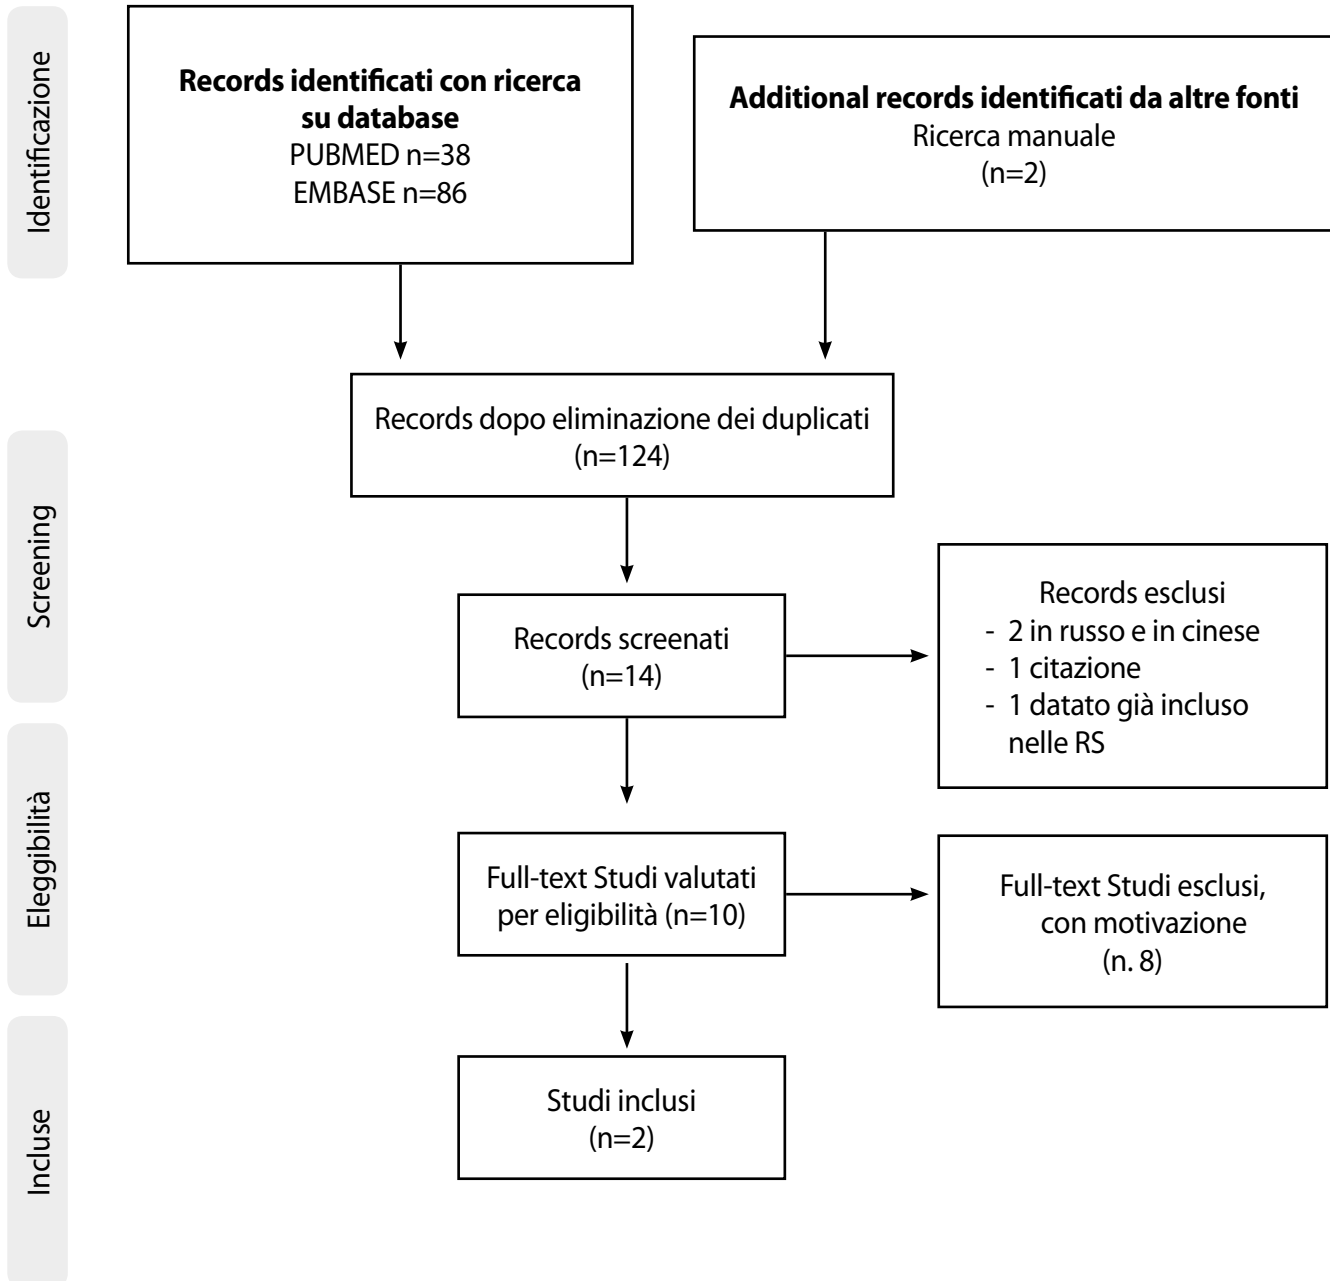 Identificazione
Records identificati con ricerca
su database
PUBMED n=38
EMBASE n=86
Additional records identificati da altre fonti
Ricerca manuale
(n=2)
Records dopo eliminazione dei duplicati
(n=124)
Screening
Records screenati
(n=14)
Records esclusi
- 2 in russo e in cinese
- 1 citazione
- 1 datato già incluso
nelle RS
Eleggibilità
Full-text Studi valutati
per eligibilità (n=10)
Full-text Studi esclusi,
con motivazione
(n. 8)
Incluse
Studi inclusi
(n=2)